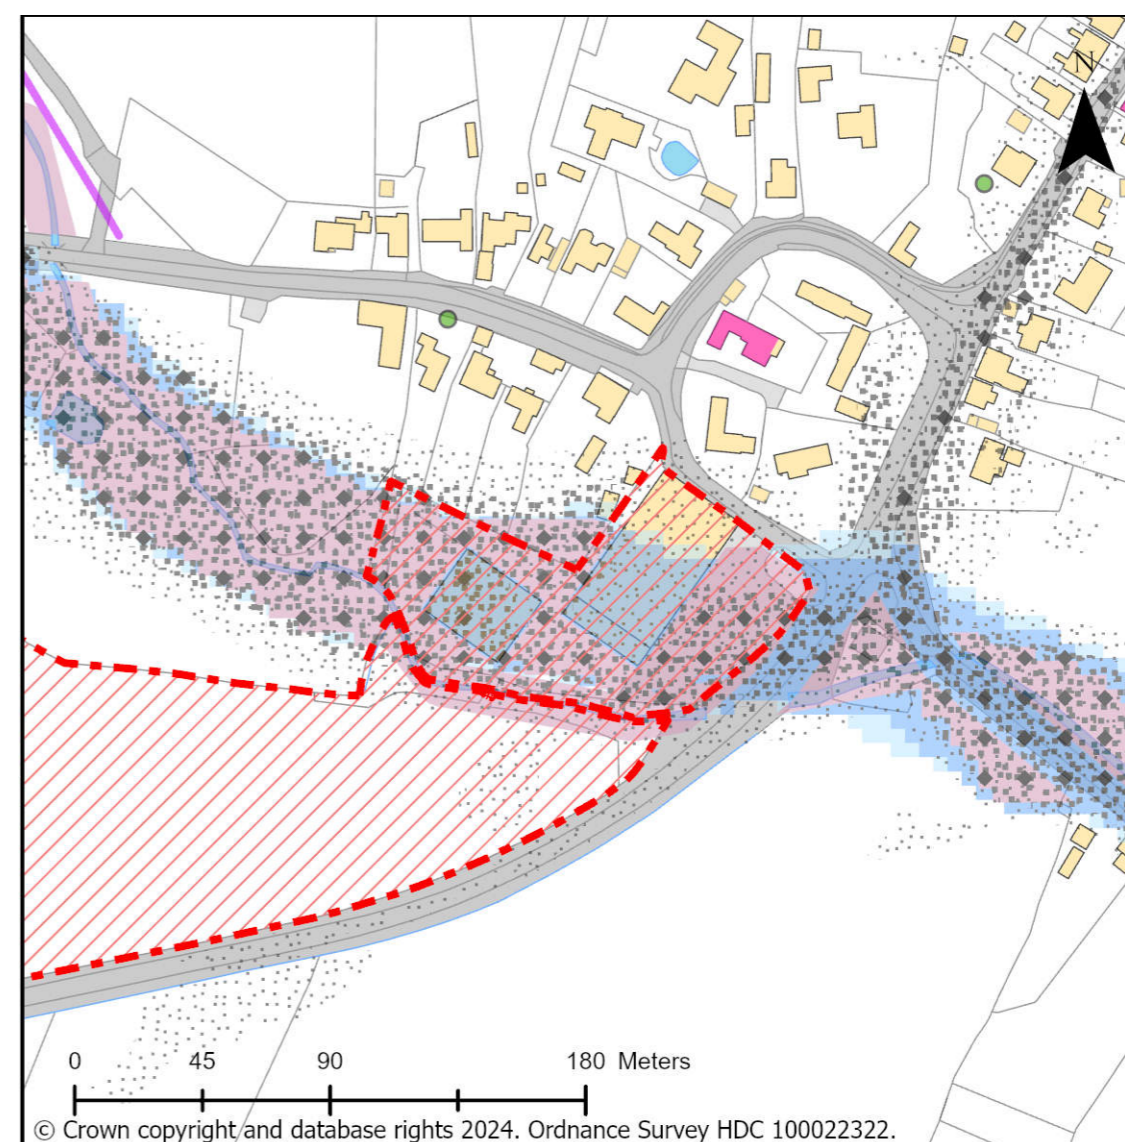 N
0 45 90 180 Meters
© Crown copyright and database rights 2024. Ordnance Survey HDC 100022322.